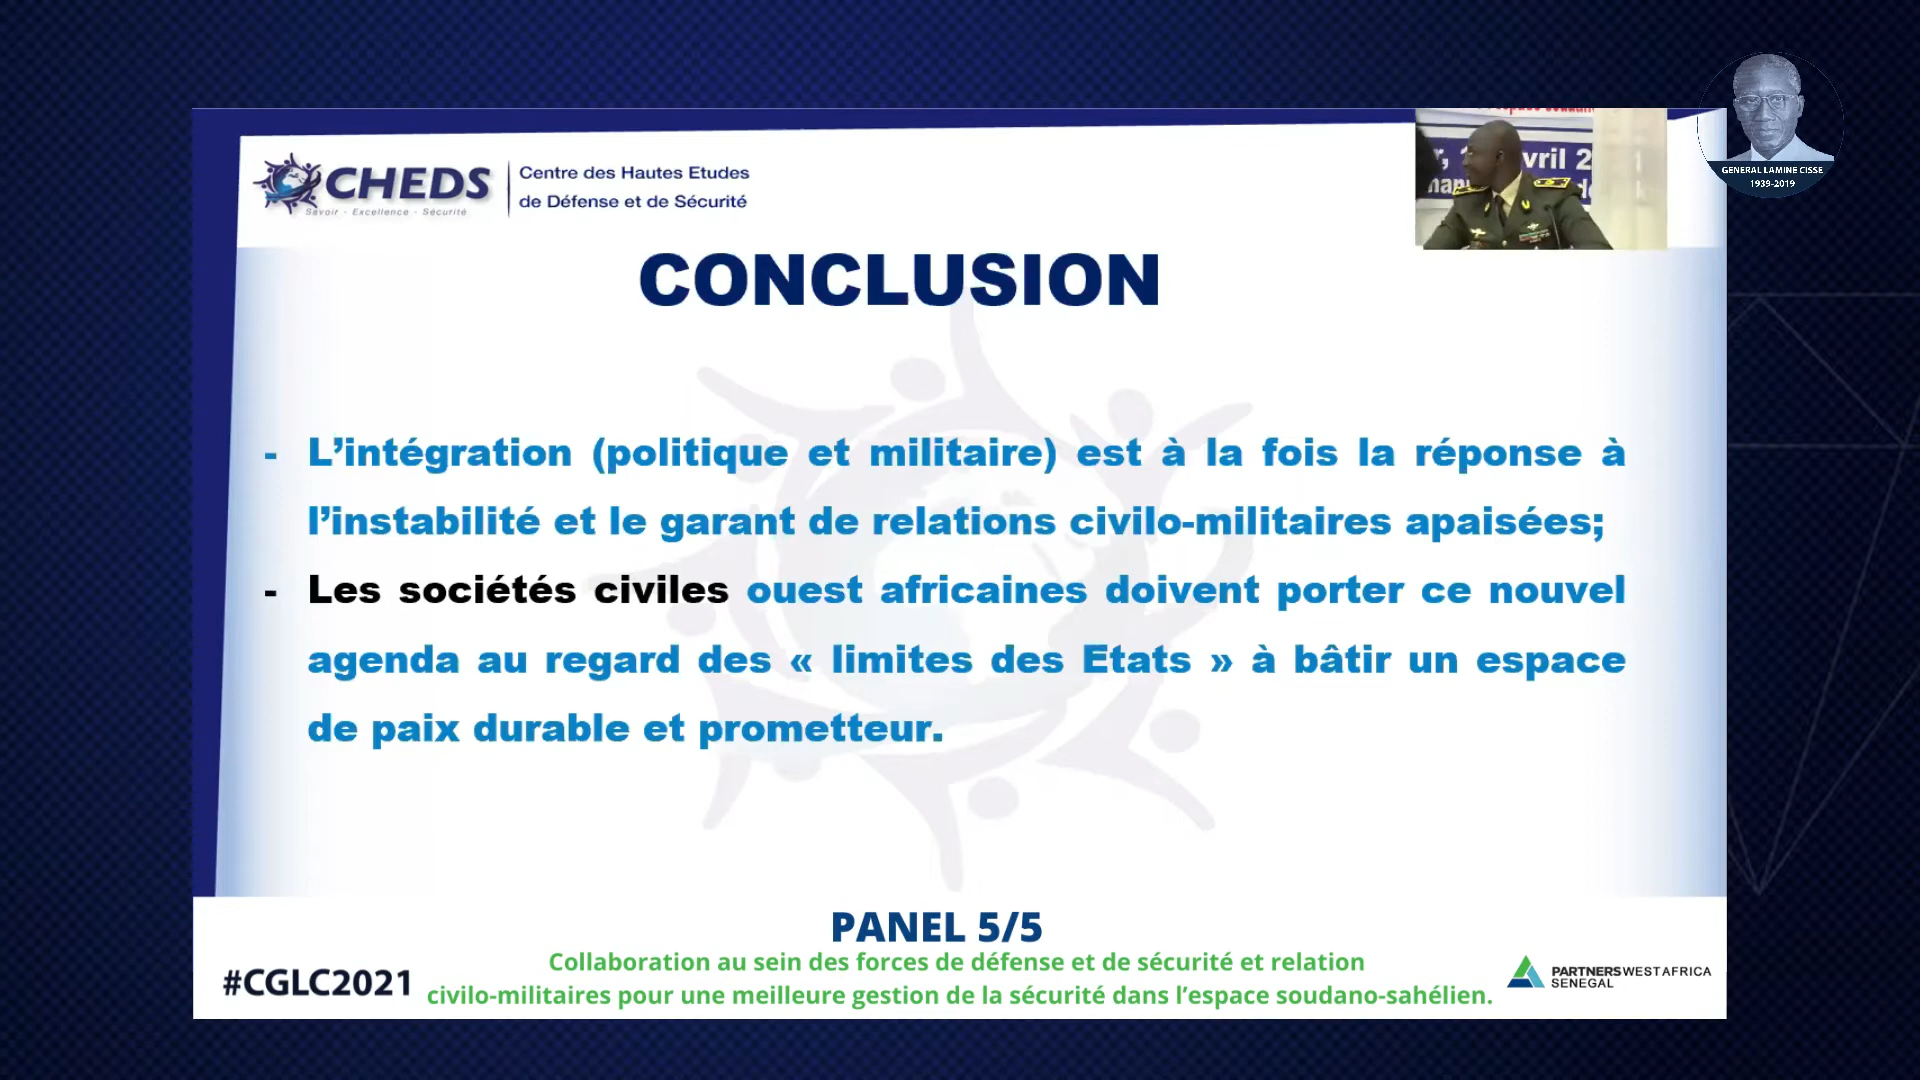 CHEDS
Savoir - Excellence - Sécurité
Centre des Hautes Etudes
de Défense et de Sécurité
vril 2
GENERAL LAMINE CISSE
1939-2019
CONCLUSION
- L’intégration (politique et militaire) est à la fois la réponse à
l’instabilité et le garant de relations civilo-militaires apaisées;
- Les sociétés civiles ouest africaines doivent porter ce nouvel
agenda au regard des « limites des Etats » à bâtir un espace
de paix durable et prometteur.
PANEL 5/5
Collaboration au sein des forces de défense et de sécurité et relation
civilo-militaires pour une meilleure gestion de la sécurité dans l’espace soudano-sahélien.
#CGLC2021
PARTNERSWESTAFRICA
SENEGAL